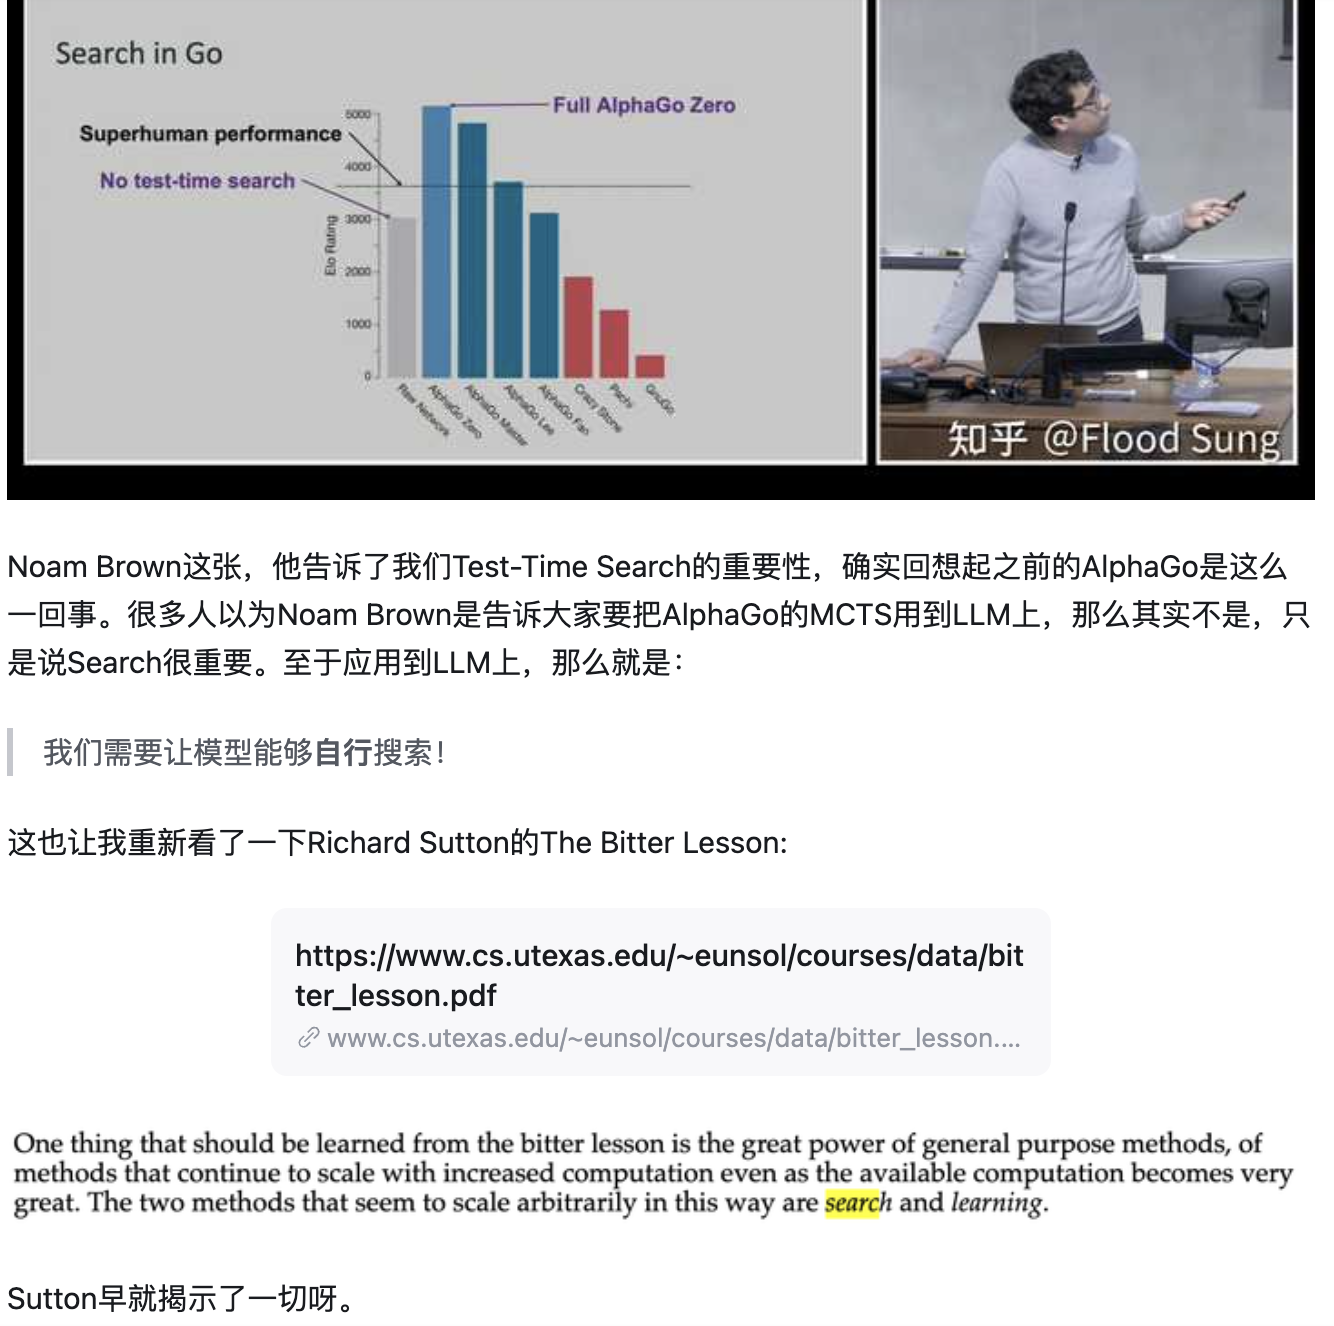 Search in Go
Full AlphaGo Zero
Superhuman performance
No test-time search
5000
4000
3000
2000
1000
0
Elo Rating
Raw Network
AlphaGo Zero
AlphaGo Master
AlphaGo Lee
AlphaGo Fan
Crazy Stone
Pachi
GnuGo
知乎 @Flood Sung
Noam Brown这张，他告诉了我们Test-Time Search的重要性，确实回想起之前的AlphaGo是这么
一回事。很多人以为Noam Brown是告诉大家要把AlphaGo的MCTS用到LLM上，那么其实不是，只
是说Search很重要。至于应用到LLM上，那么就是：
我们需要让模型能够自行搜索！
这也让我重新看了一下Richard Sutton的The Bitter Lesson:
https://www.cs.utexas.edu/~eunsol/courses/data/bit
ter_lesson.pdf
www.cs.utexas.edu/~eunsol/courses/data/bitter_lesson....
One thing that should be learned from the bitter lesson is the great power of general purpose methods, of
methods that continue to scale with increased computation even as the available computation becomes very
great. The two methods that seem to scale arbitrarily in this way are search and learning.
Sutton早就揭示了一切呀。